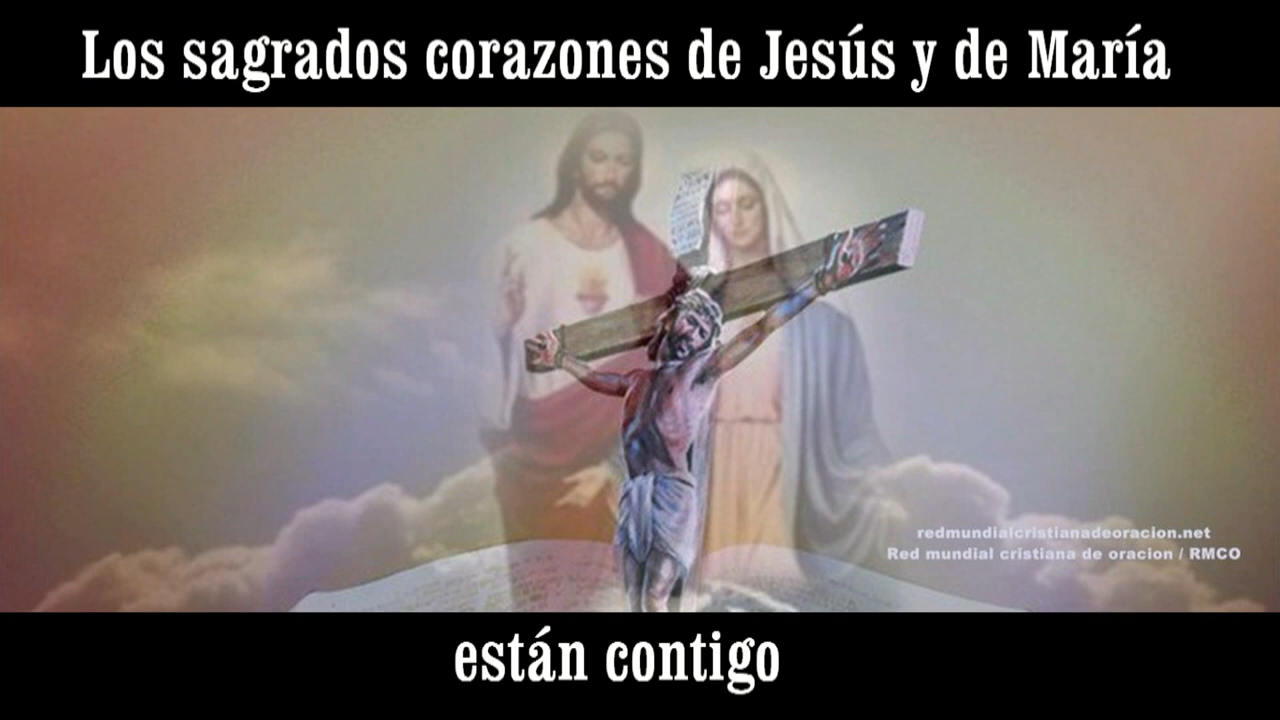 Los sagrados corazones de Jesús y de María
redmundialcristianadeoracion.net
Red mundial cristiana de oracion / RMCO
están contigo